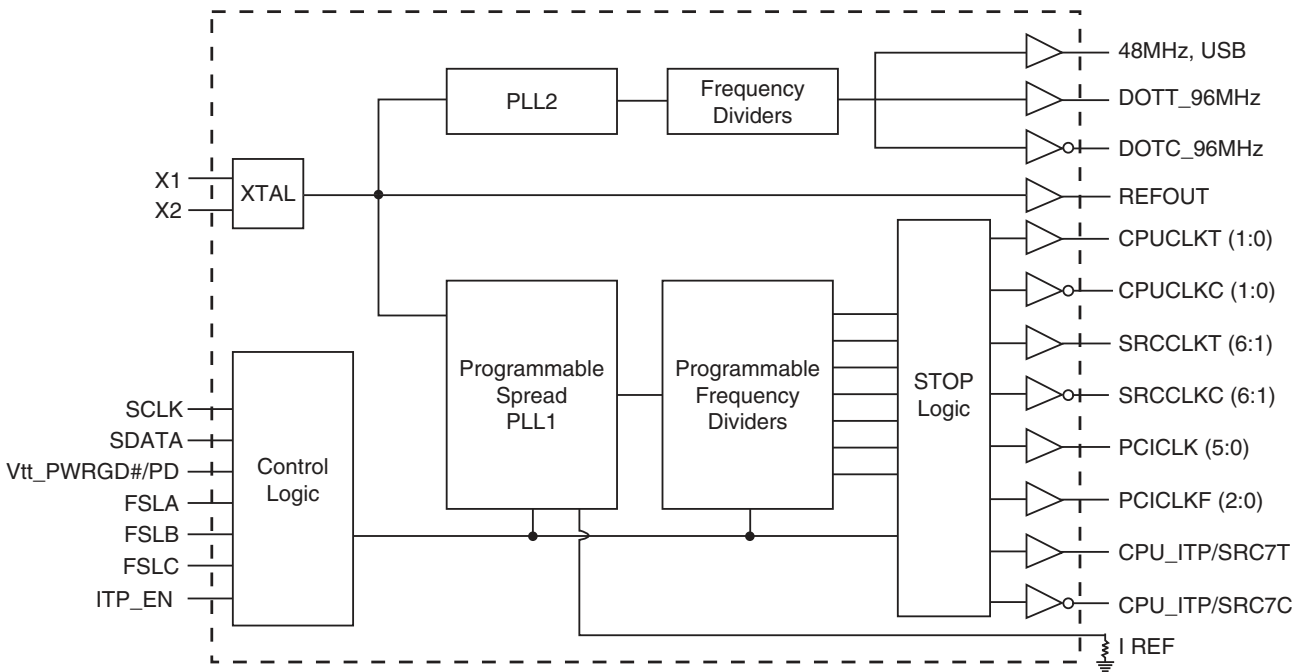 48MHz, USB
PLL2
Frequency
Dividers
DOTT_96MHz
DOTC_96MHz
X1
X2
XTAL
REFOUT
CPUCLKT (1:0)
CPUCLKC (1:0)
SRCCLKT (6:1)
SRCCLKC (6:1)
PCICLK (5:0)
PCICLKF (2:0)
CPU_ITP/SRC7T
CPU_ITP/SRC7C
I REF
Programmable
Spread
PLL1
Programmable
Frequency
Dividers
STOP
Logic
SCLK
SDATA
Vtt_PWRGD#/PD
FSLA
FSLB
FSLC
ITP_EN
Control
Logic